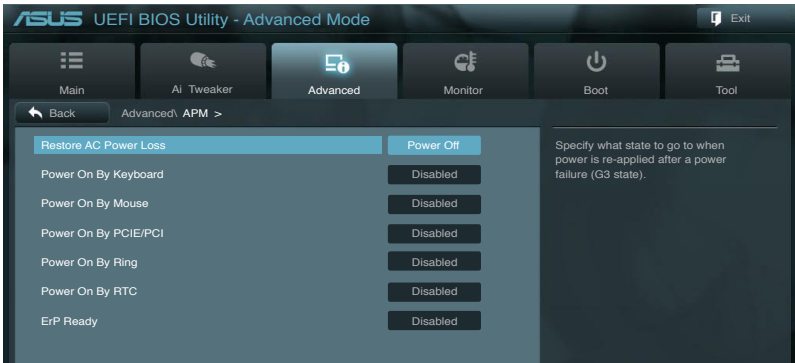 ASUS UEFI BIOS Utility - Advanced Mode
Exit
Main
Ai Tweaker
Advanced
Monitor
Boot
Tool
Back
Advanced\ APM >
Restore AC Power Loss
Power Off
Power On By Keyboard
Disabled
Power On By Mouse
Disabled
Power On By PCIE/PCI
Disabled
Power On By Ring
Disabled
Power On By RTC
Disabled
ErP Ready
Disabled
Specify what state to go to when
power is re-applied after a power
failure (G3 state).